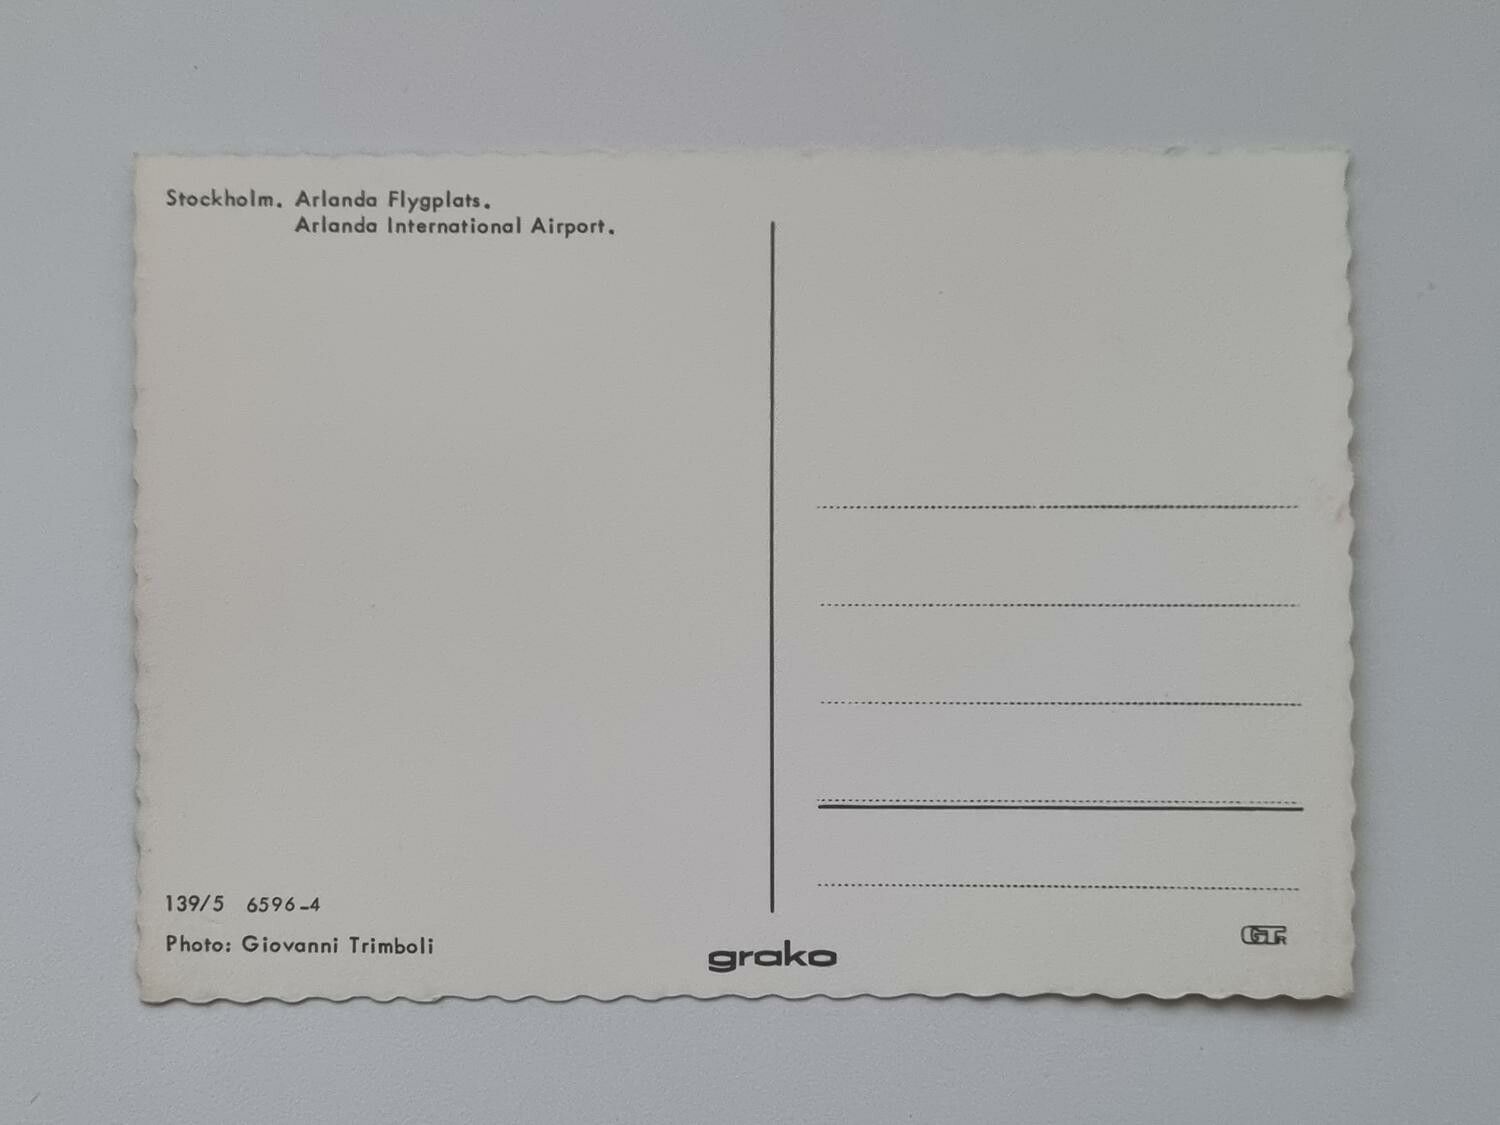 Stockholm. Arlanda Flygplats.
Arlanda International Airport.
139/5 6596-4
Photo: Giovanni Trimboli
grako